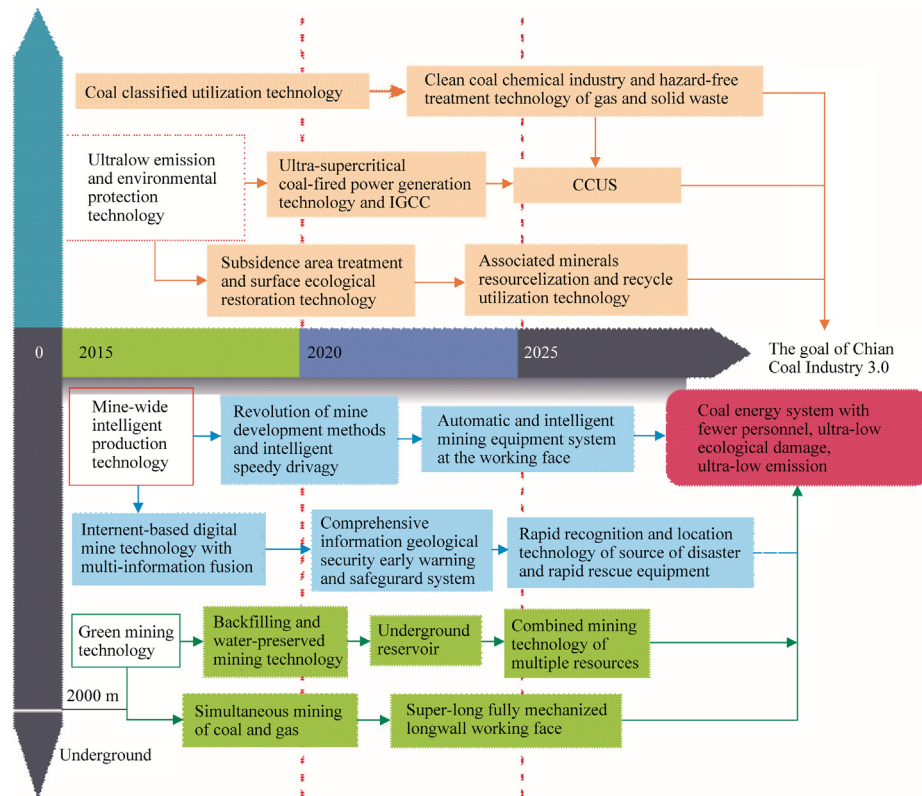 Coal classified utilization technology
Clean coal chemical industry and hazard-free
treatment technology of gas and solid waste
Ultralow emission
and environmental
protection
technology
Ultra-supercritical
coal-fired power generation
technology and IGCC
CCUS
Subsidence area treatment
and surface ecological
restoration technology
Associated minerals
resourcelization and recycle
utilization technology
0
2015
2020
2025
The goal of Chian
Coal Industry 3.0
Mine-wide
intelligent
production
technology
Revolution of mine
development methods
and intelligent
speedy drivagy
Automatic and intelligent
mining equipment system
at the working face
Coal energy system with
fewer personnel, ultra-low
ecological damage,
ultra-low emission
Internent-based digital
mine technology with
multi-information fusion
Comprehensive
information geological
security early warning
and safegurard system
Rapid recognition and location
technology of source of disaster
and rapid rescue equipment
Green mining
technology
Backfilling and
water-preserved
mining technology
Underground
reservoir
Combined mining
technology of
multiple resources
2000 m
Simultaneous mining
of coal and gas
Super-long fully mechanized
longwall working face
Underground